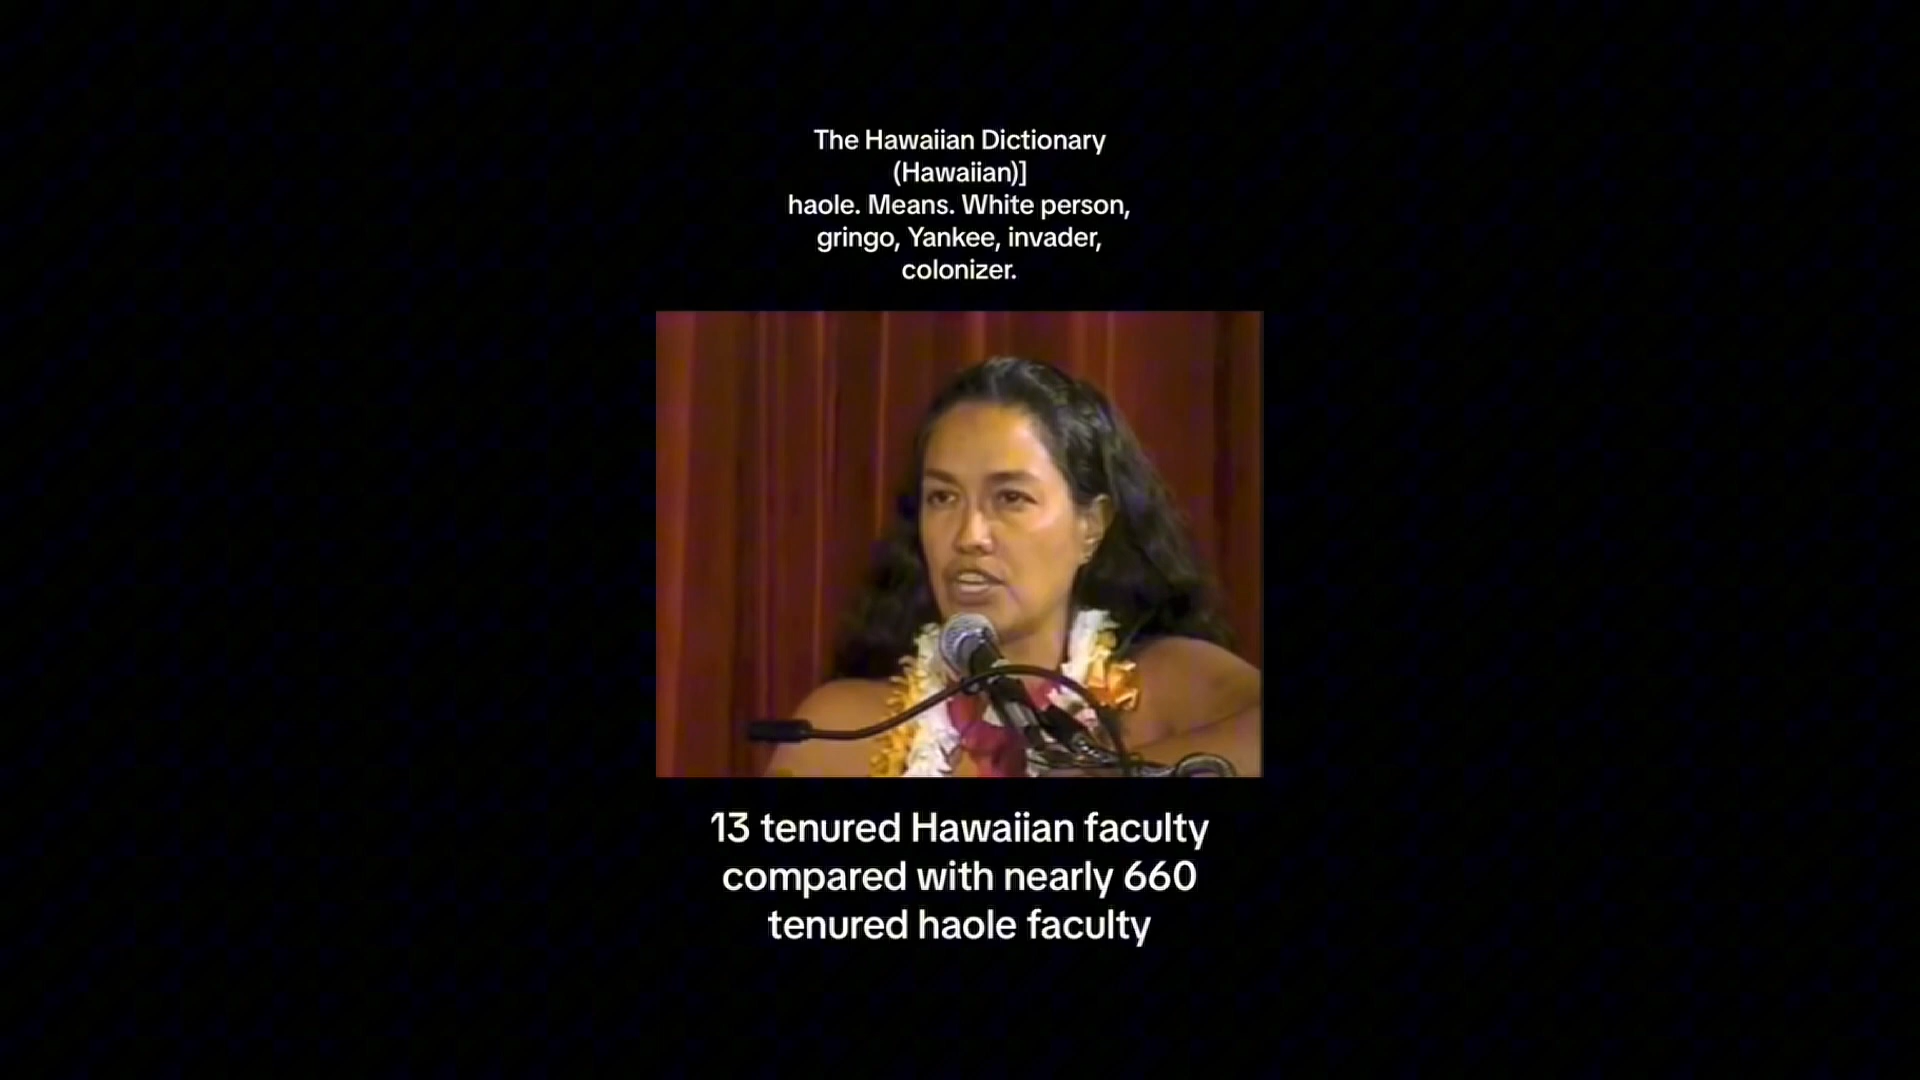 The Hawaiian Dictionary
(Hawaiian)]
haole. Means. White person,
gringo, Yankee, invader,
colonizer.
13 tenured Hawaiian faculty
compared with nearly 660
tenured haole faculty